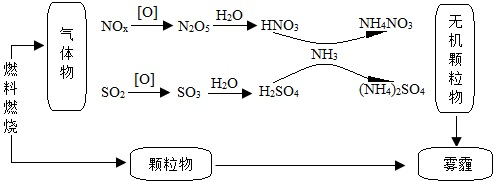 燃料燃烧
气体物
NOx [O] N2O5 H2O HNO3 NH4NO3
NH3
SO2 [O] SO3 H2O H2SO4 (NH4)2SO4
无机颗粒物
颗粒物
雾霾